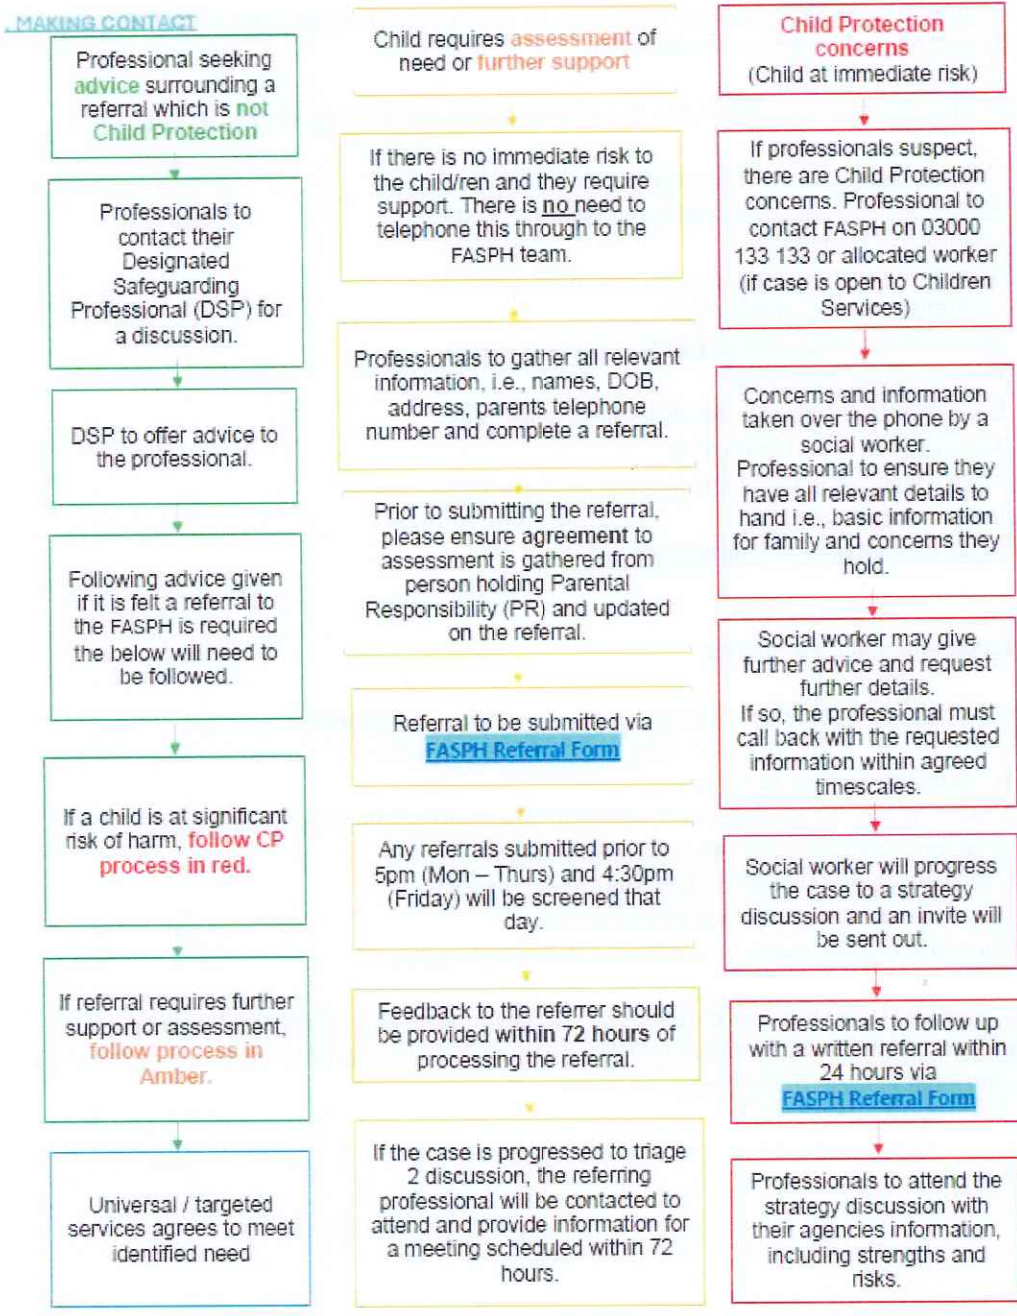 . MAKING CONTACT
Professional seeking
advice surrounding a
referral which is not
Child Protection
Professionals to
contact their
Designated
Safeguarding
Professional (DSP) for
a discussion.
DSP to offer advice to
the professional.
Following advice given
if it is felt a referral to
the FASPH is required
the below will need to
be followed.
If a child is at significant
risk of harm, follow CP
process in red.
If referral requires further
support or assessment,
follow process in
Amber.
Universal / targeted
services agrees to meet
identified need
Child requires assessment of
need or further support
If there is no immediate risk to
the child/ren and they require
support. There is no need to
telephone this through to the
FASPH team.
Professionals to gather all relevant
information, i.e., names, DOB,
address, parents telephone
number and complete a referral.
Prior to submitting the referral,
please ensure agreement to
assessment is gathered from
person holding Parental
Responsibility (PR) and updated
on the referral.
Referral to be submitted via
FASPH Referral Form
Any referrals submitted prior to
5pm (Mon – Thurs) and 4:30pm
(Friday) will be screened that
day.
Feedback to the referrer should
be provided within 72 hours of
processing the referral.
If the case is progressed to triage
2 discussion, the referring
professional will be contacted to
attend and provide information for
a meeting scheduled within 72
hours.
Child Protection
concerns
(Child at immediate risk)
If professionals suspect,
there are Child Protection
concerns. Professional to
contact FASPH on 03000
133 133 or allocated worker
(if case is open to Children
Services)
Concerns and information
taken over the phone by a
social worker.
Professional to ensure they
have all relevant details to
hand i.e., basic information
for family and concerns they
hold.
Social worker may give
further advice and request
further details.
If so, the professional must
call back with the requested
information within agreed
timescales.
Social worker will progress
the case to a strategy
discussion and an invite will
be sent out.
Professionals to follow up
with a written referral within
24 hours via
FASPH Referral Form
Professionals to attend the
strategy discussion with
their agencies information,
including strengths and
risks.